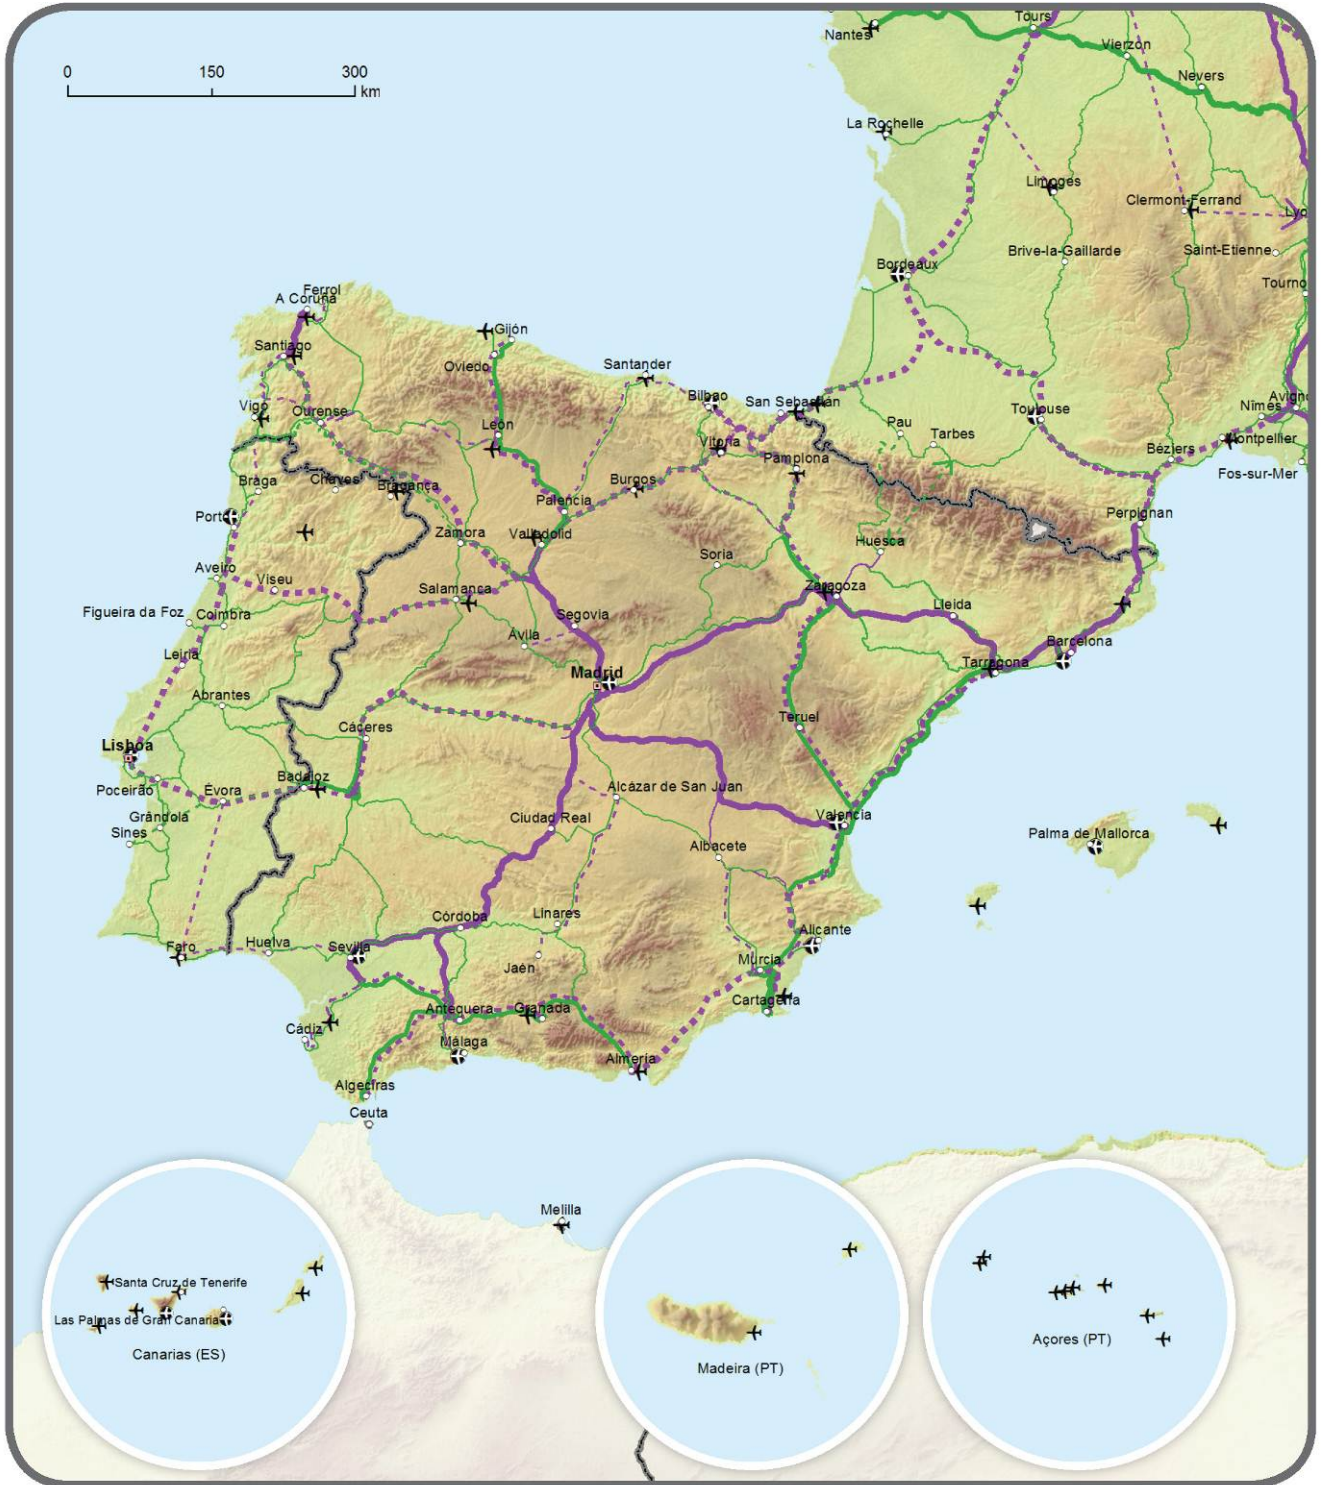 Tours
Nantes
Vierzon
0 150 300
km
Nevers
La Rochelle
Limoges
Clermont-Ferrand
Brive-la-Gaillarde
Saint-Etienne
Bordeaux
Ferrol
A Coruña
Gijón
Santiago
Oviedo
Santander
Bilbao
San Sebastián
Vigo
Ourense
León
Vitoria
Toulouse
Nîmes
Pau
Tarbes
Montpellier
Béziers
Pamplona
Fos-sur-Mer
Braga
Chaves
Bragança
Burgos
Palencia
Perpignan
Zamora
Valladolid
Huesca
Soria
Aveiro
Viseu
Salamanca
Zaragoza
Lleida
Figueira da Foz
Coimbra
Segovia
Ávila
Barcelona
Leiria
Tarragona
Madrid
Abrantes
Teruel
Cáceres
Lisboa
Badajoz
Poceirão
Évora
Alcázar de San Juan
Grândola
Ciudad Real
Valencia
Sines
Palma de Mallorca
Albacete
Córdoba
Linares
Alicante
Faro
Huelva
Sevilla
Jaén
Murcia
Cartagena
Antequera
Granada
Cádiz
Málaga
Almería
Algeciras
Ceuta
Melilla
Santa Cruz de Tenerife
Las Palmas de Gran Canaria
Canarias (ES)
Madeira (PT)
Açores (PT)